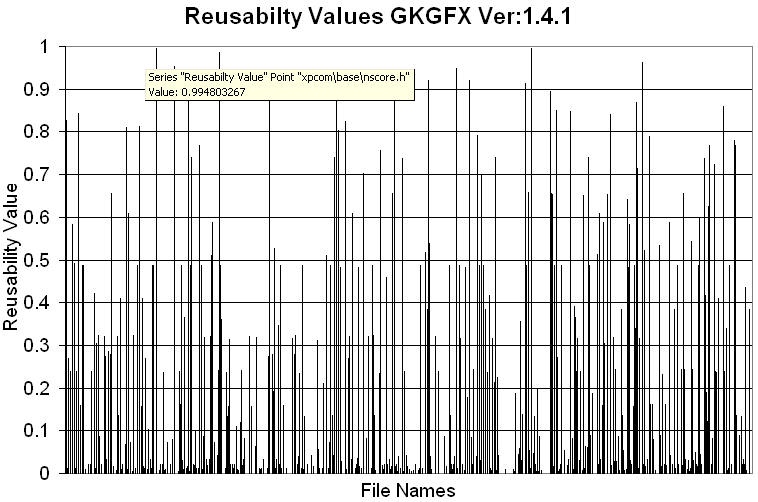 Reusabilty Values GKGFX Ver:1.4.1
1
0.9
0.8
0.7
0.6
0.5
0.4
0.3
0.2
0.1
0
Reusability Value
Series "Reusabilty Value" Point "xpcom\base\nscore.h"
Value: 0.994803267
File Names